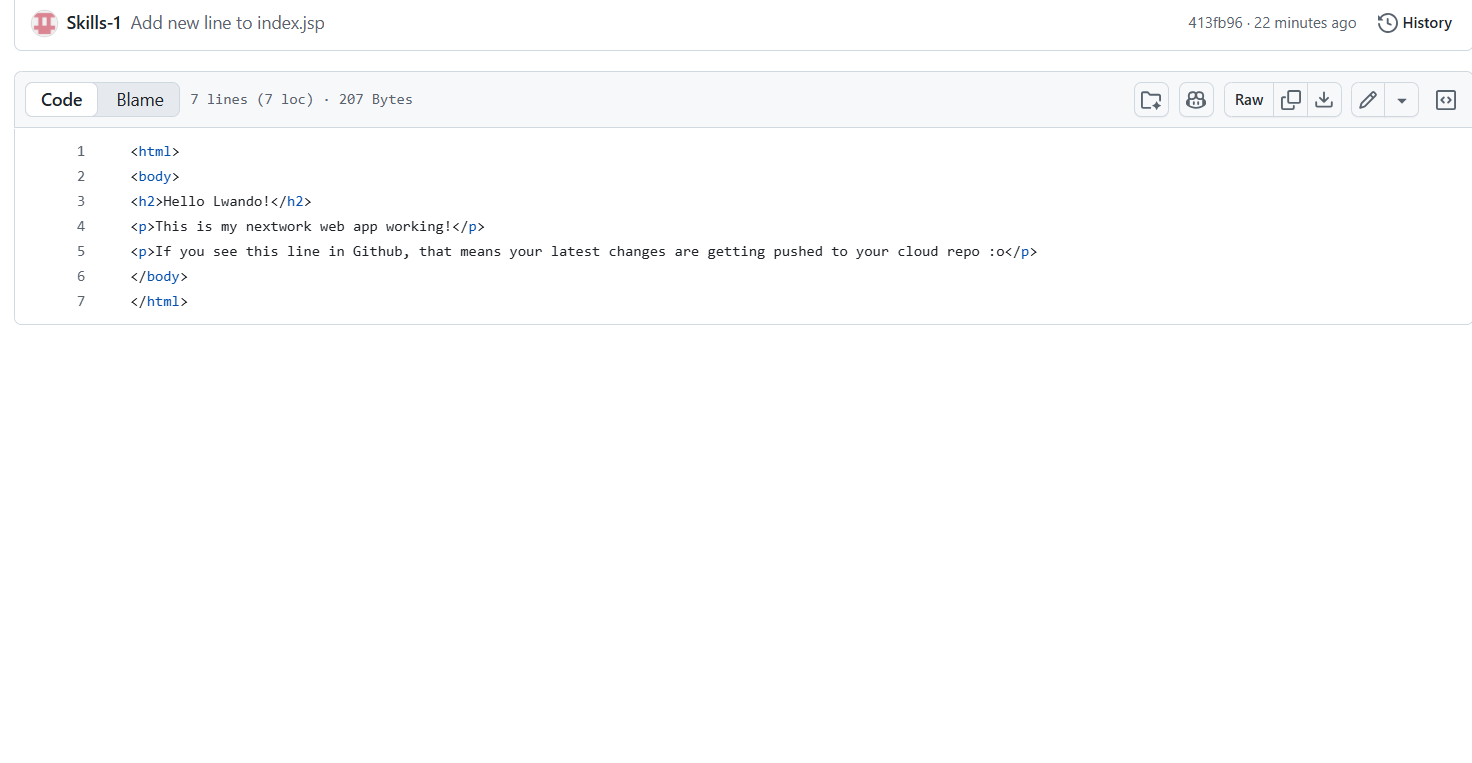 Skills-1 Add new line to index.jsp 413fb96 · 22 minutes ago History
Code Blame 7 lines (7 loc) · 207 Bytes Raw
1 <html>
2 <body>
3 <h2>Hello Lwando!</h2>
4 <p>This is my nextwork web app working!</p>
5 <p>If you see this line in Github, that means your latest changes are getting pushed to your cloud repo :o</p>
6 </body>
7 </html>